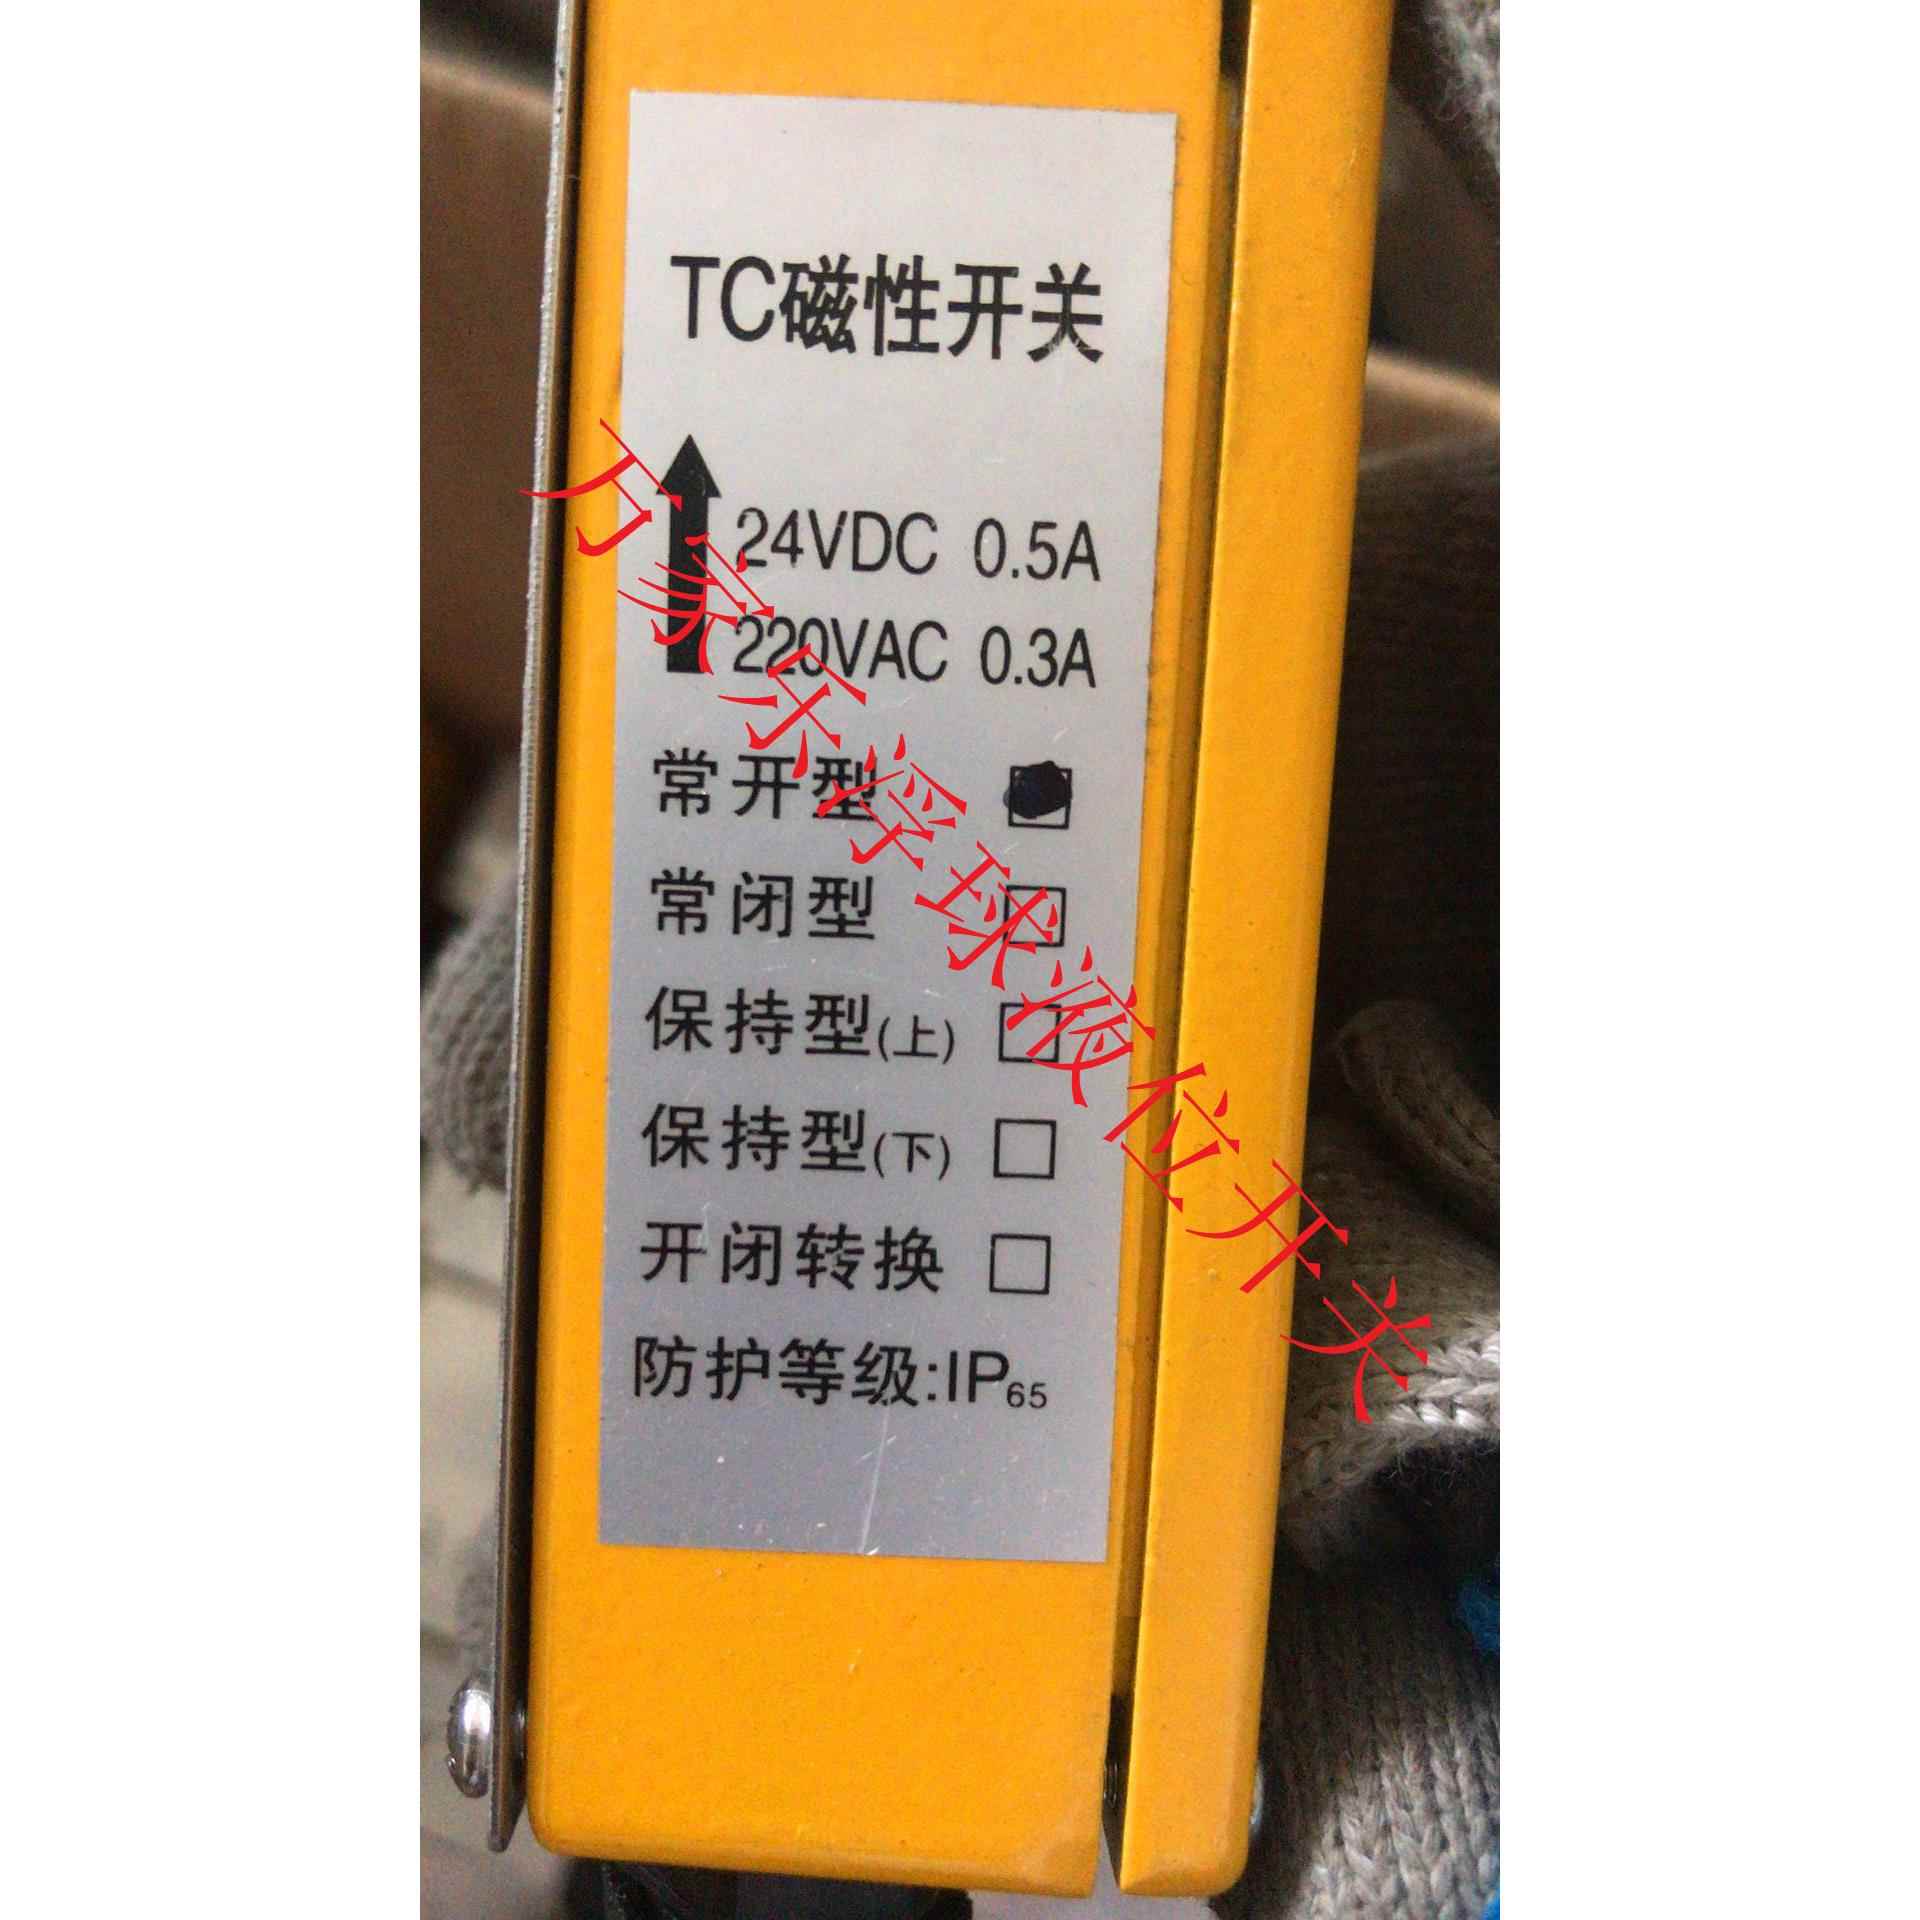 TC磁性开关
24VDC 0.5A
220VAC 0.3A
常开型
常闭型
保持型(上)
保持型(下)
开闭转换
防护等级:IP65
万家乐浮球液位开关